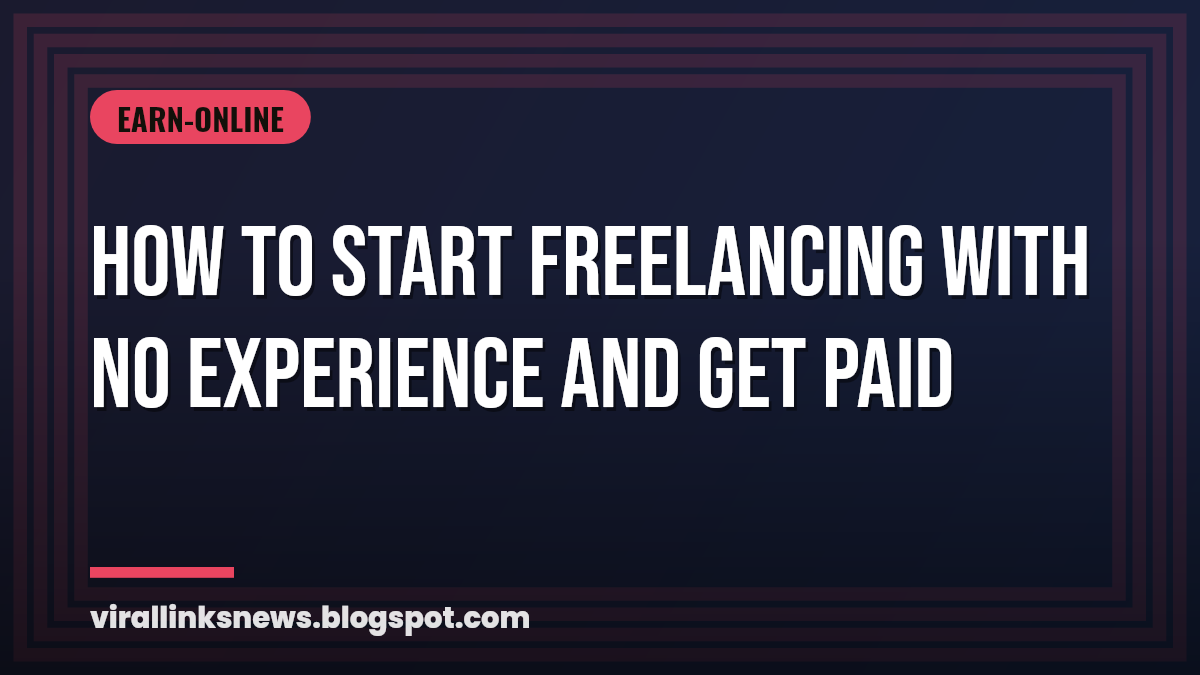 EARN-ONLINE
HOW TO START FREELANCING WITH
NO EXPERIENCE AND GET PAID
virallinksnews.blogspot.com